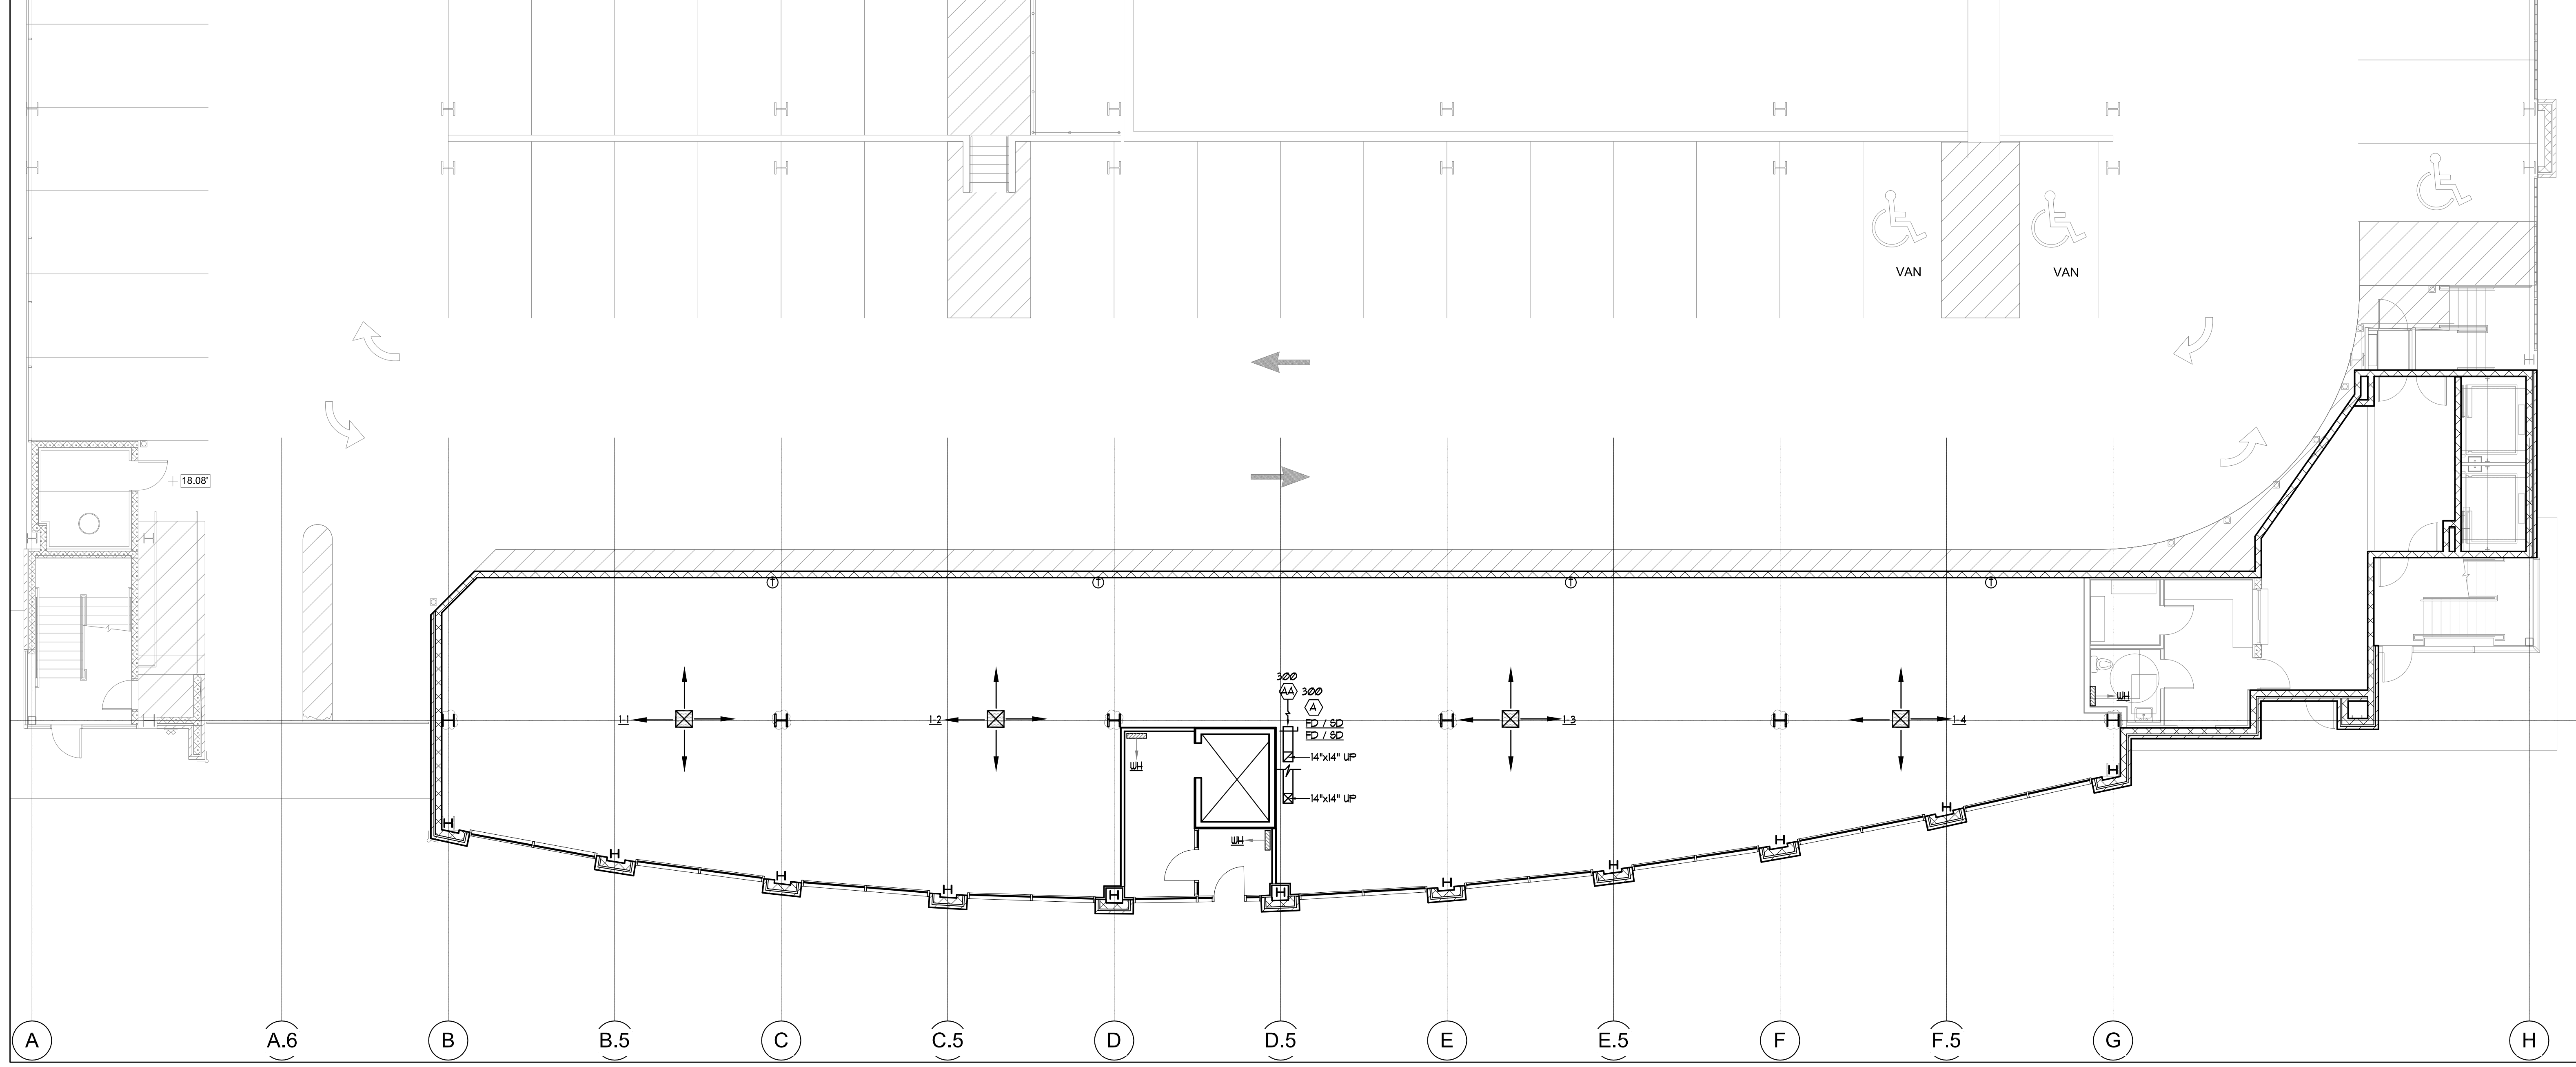 VAN
VAN
18.08'
T
T
T
T
300
AA
300
A
FD / SD
FD / SD
14"x14" UP
14"x14" UP
1-1
1-2
1-3
1-4
WH
WH
WH
A
A.6
B
B.5
C
C.5
D
D.5
E
E.5
F
F.5
G
H